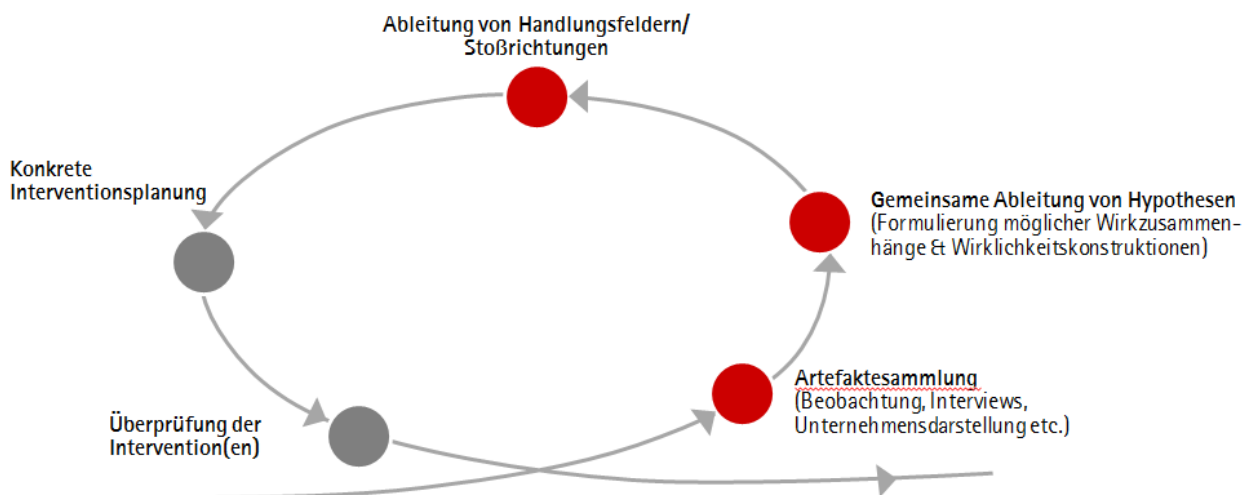 Ableitung von Handlungsfeldern/
Stoßrichtungen
Konkrete
Interventionsplanung
Gemeinsame Ableitung von Hypothesen
(Formulierung möglicher Wirkzusammen-
hänge & Wirklichkeitskonstruktionen)
Artefaktesammlung
(Beobachtung, Interviews,
Unternehmensdarstellung etc.)
Überprüfung der
Intervention(en)